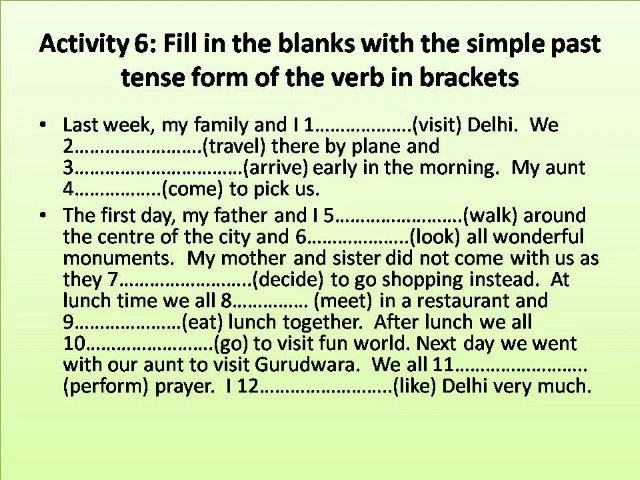 Activity 6: Fill in the blanks with the simple past
tense form of the verb in brackets
• Last week, my family and I 1...................(visit) Delhi.  We
2.........................(travel) there by plane and
3.................................(arrive) early in the morning.  My aunt
4.................(come) to pick us.
• The first day, my father and I 5.........................(walk) around
the centre of the city and 6....................(look) all wonderful
monuments.  My mother and sister did not come with us as
they 7..........................(decide) to go shopping instead.  At
lunch time we all 8............... (meet) in a restaurant and
9.....................(eat) lunch together.  After lunch we all
10.........................(go) to visit fun world. Next day we went
with our aunt to visit Gurudwara.  We all 11..........................
(perform) prayer.  I 12..........................(like) Delhi very much.